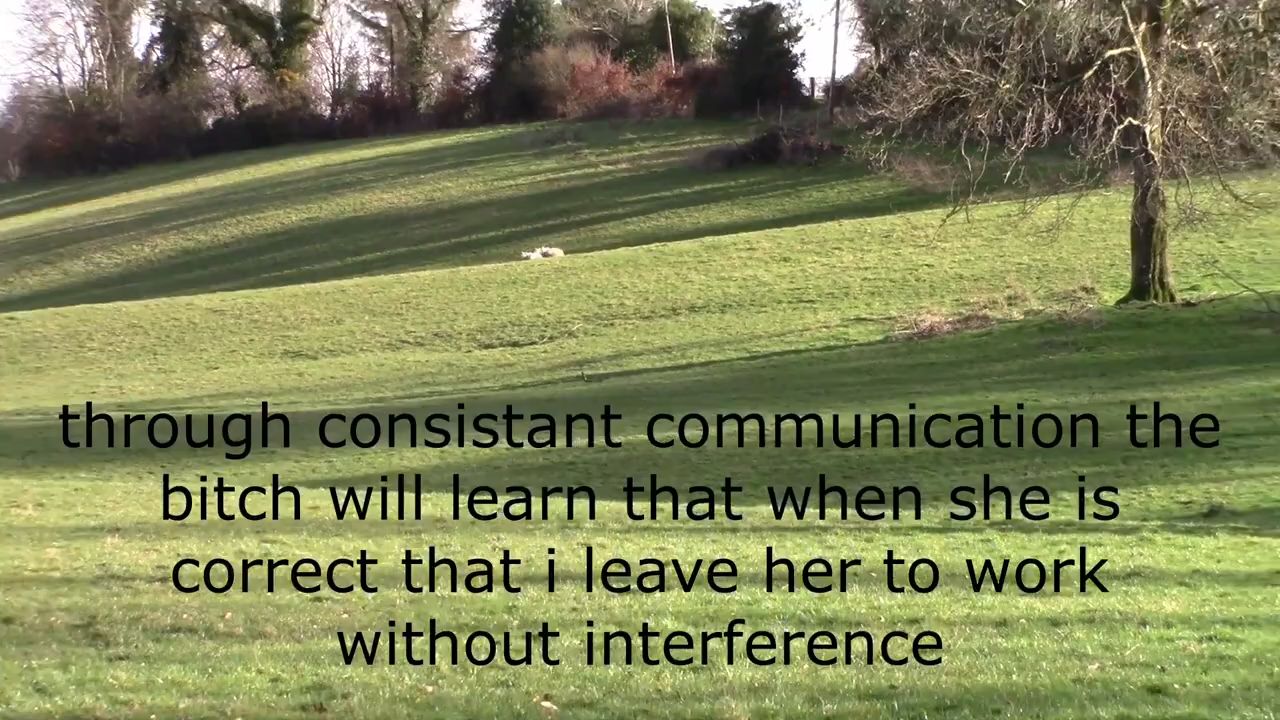 through consistant communication the
bitch will learn that when she is
correct that i leave her to work
without interference